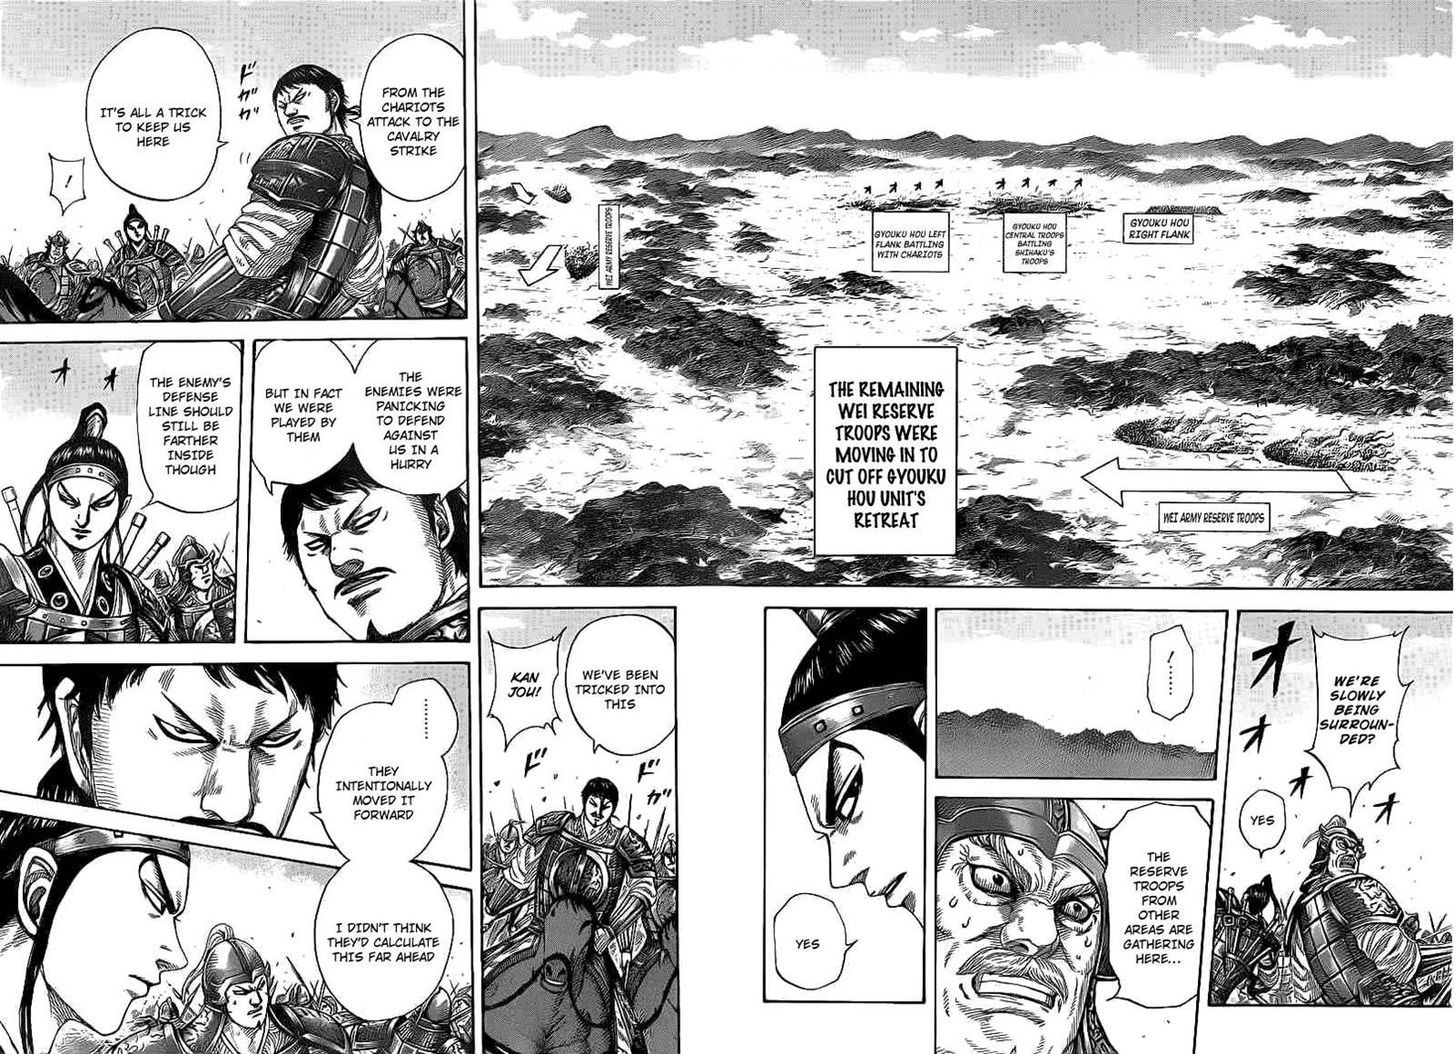 WEI ARMY RESERVE TROOPS
GYOUKU HOU LEFT
FLANK BATTLING
WITH CHARIOTS
GYOUKU HOU
CENTRAL TROOPS
BATTLING
SHIHAKU'S
TROOPS
GYOUKU HOU
RIGHT FLANK
THE REMAINING
WEI RESERVE
TROOPS WERE
MOVING IN TO
CUT OFF GYOUKU
HOU UNIT'S
RETREAT
WEI ARMY RESERVE TROOPS
WE'RE
SLOWLY
BEING
SURROUN-
DED?
YES
!
THE
RESERVE
TROOPS
FROM
OTHER
AREAS ARE
GATHERING
HERE...
YES
WE'VE BEEN
TRICKED INTO
THIS
KAN
JOU!
ドドガ
FROM THE
CHARIOTS
ATTACK TO THE
CAVALRY
STRIKE
ドガガ
IT'S ALL A TRICK
TO KEEP US
HERE
!
THE
ENEMIES WERE
PANICKING
TO DEFEND
AGAINST
US IN A
HURRY
BUT IN FACT
WE WERE
PLAYED BY
THEM
THE ENEMY'S
DEFENSE
LINE SHOULD
STILL BE
FARTHER
INSIDE
THOUGH
THEY
INTENTIONALLY
MOVED IT
FORWARD
I DIDN'T THINK
THEY'D CALCULATE
THIS FAR AHEAD